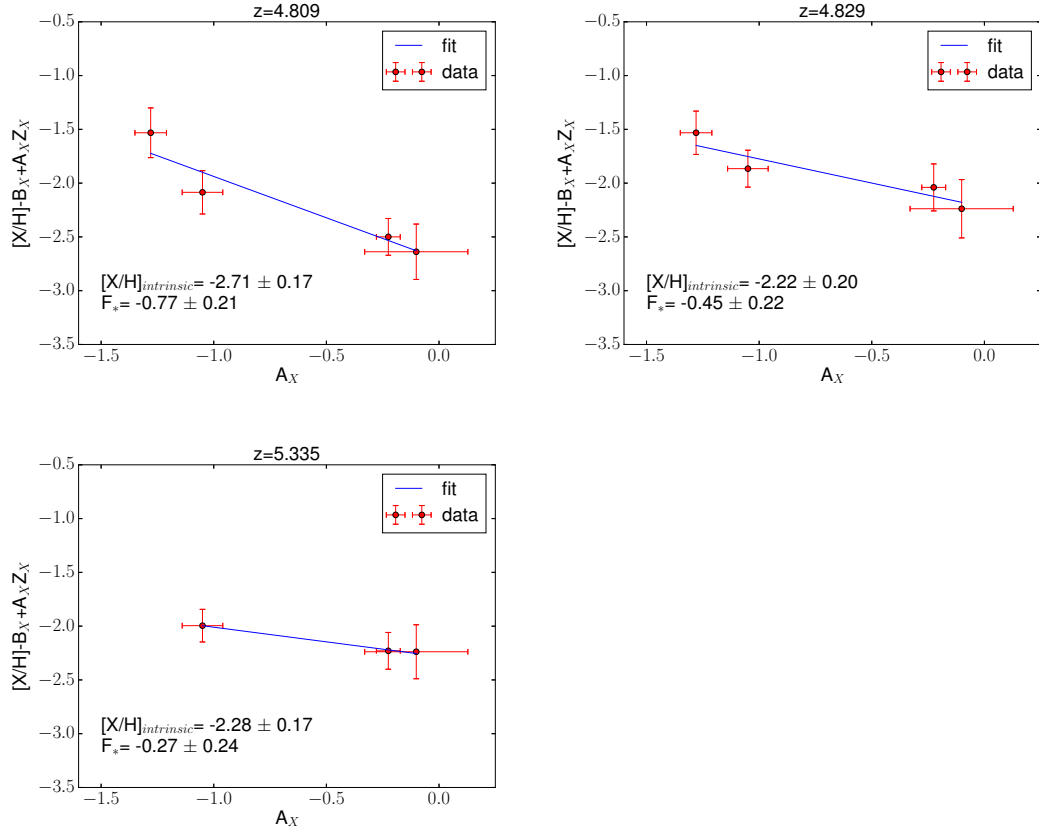 z=4.809
−0.5
−1.0
−1.5
−2.0
−2.5
−3.0
−3.5
[X/H]-B_X+A_XZ_X
fit
data
[X/H]_intrinsic= -2.71 ± 0.17
F_*= -0.77 ± 0.21
−1.5 −1.0 −0.5 0.0
A_X
z=4.829
−0.5
−1.0
−1.5
−2.0
−2.5
−3.0
−3.5
[X/H]-B_X+A_XZ_X
fit
data
[X/H]_intrinsic= -2.22 ± 0.20
F_*= -0.45 ± 0.22
−1.5 −1.0 −0.5 0.0
A_X
z=5.335
−0.5
−1.0
−1.5
−2.0
−2.5
−3.0
−3.5
[X/H]-B_X+A_XZ_X
fit
data
[X/H]_intrinsic= -2.28 ± 0.17
F_*= -0.27 ± 0.24
−1.5 −1.0 −0.5 0.0
A_X